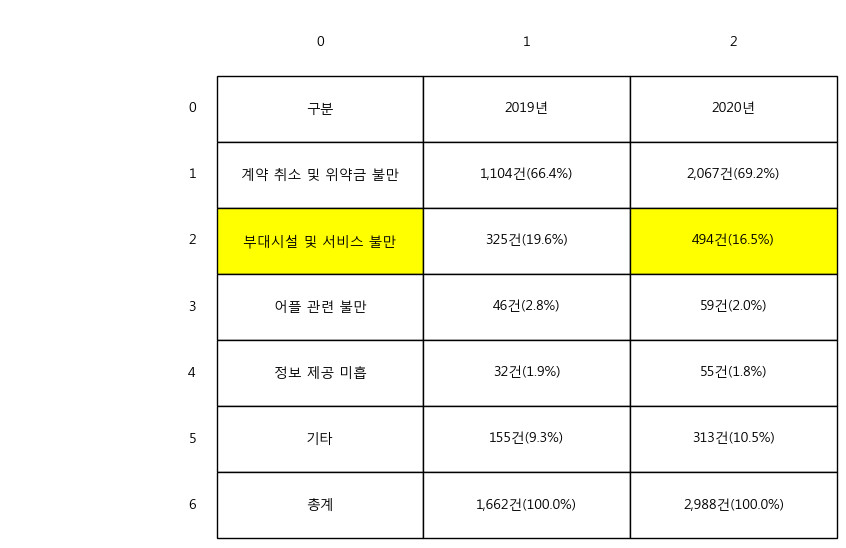 0 1 2
0 구분 2019년 2020년
1 계약 취소 및 위약금 불만 1,104건(66.4%) 2,067건(69.2%)
2 부대시설 및 서비스 불만 325건(19.6%) 494건(16.5%)
3 어플 관련 불만 46건(2.8%) 59건(2.0%)
4 정보 제공 미흡 32건(1.9%) 55건(1.8%)
5 기타 155건(9.3%) 313건(10.5%)
6 총계 1,662건(100.0%) 2,988건(100.0%)